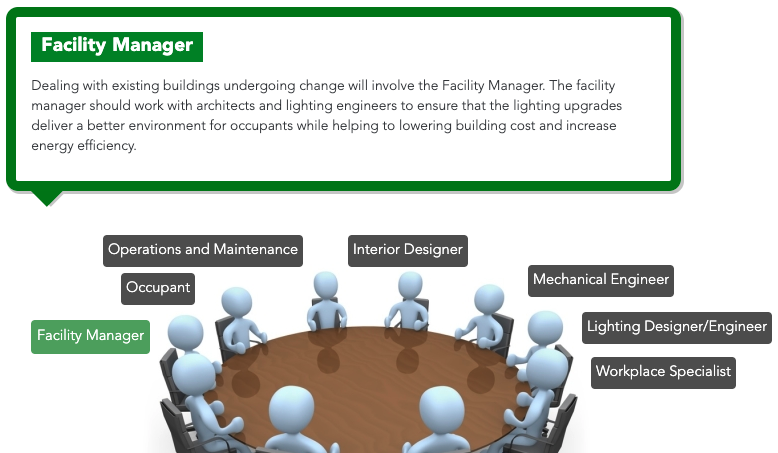 Facility Manager
Dealing with existing buildings undergoing change will involve the Facility Manager. The facility
manager should work with architects and lighting engineers to ensure that the lighting upgrades
deliver a better environment for occupants while helping to lowering building cost and increase
energy efficiency.
Operations and Maintenance
Interior Designer
Occupant
Mechanical Engineer
Facility Manager
Lighting Designer/Engineer
Workplace Specialist